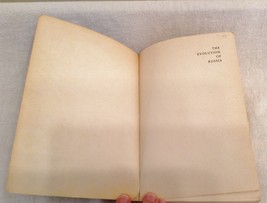 THE
EVOLUTION
OF
RUSSIA